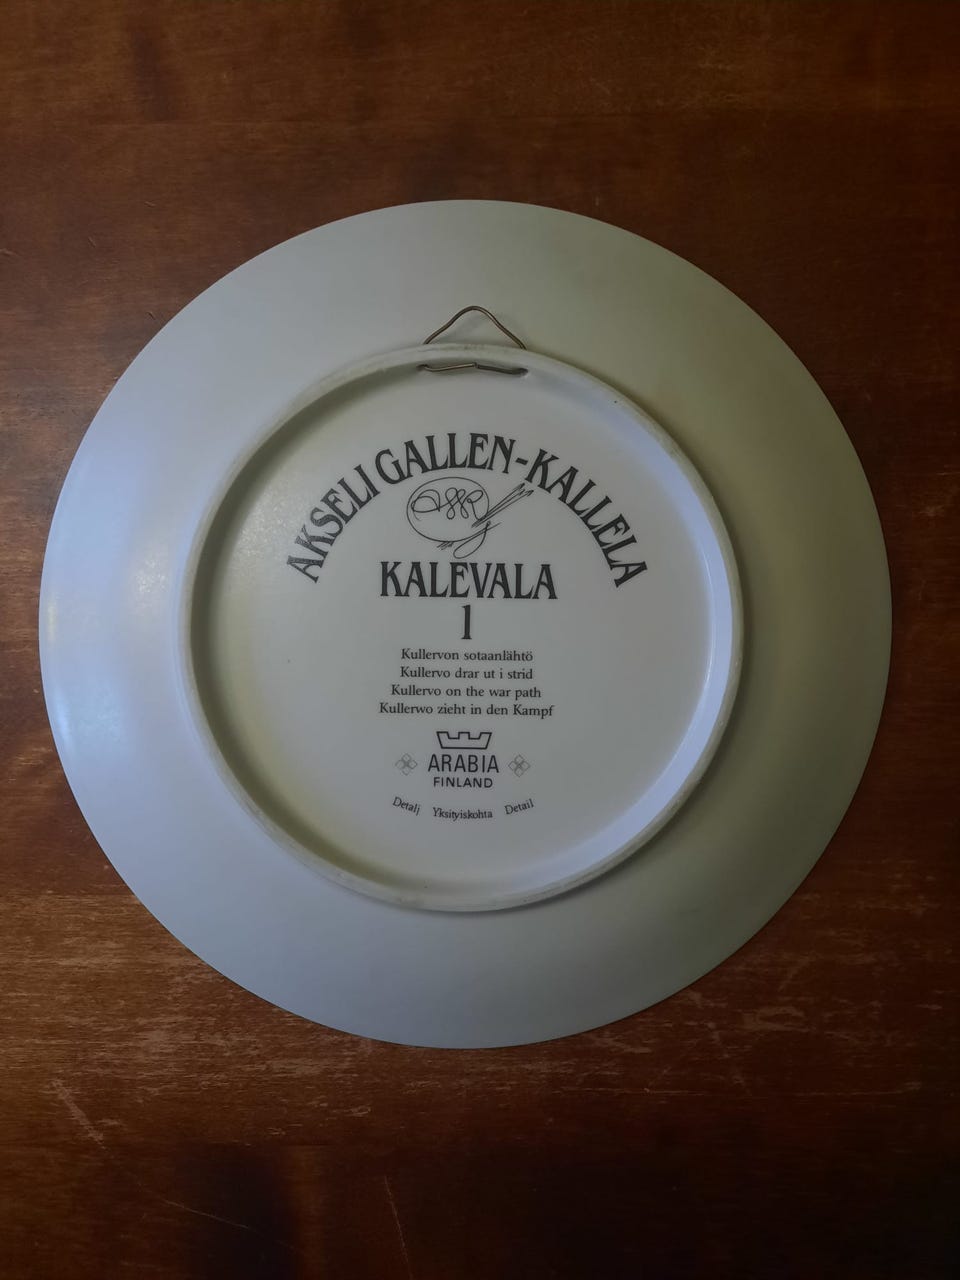 AKSELI GALLEN-KALLELA
KALEVALA
1
Kullervon sotaanlähtö
Kullervo drar ut i strid
Kullervo on the war path
Kullerwo zieht in den Kampf
ARABIA
FINLAND
Detalj Yksityiskohta Detail